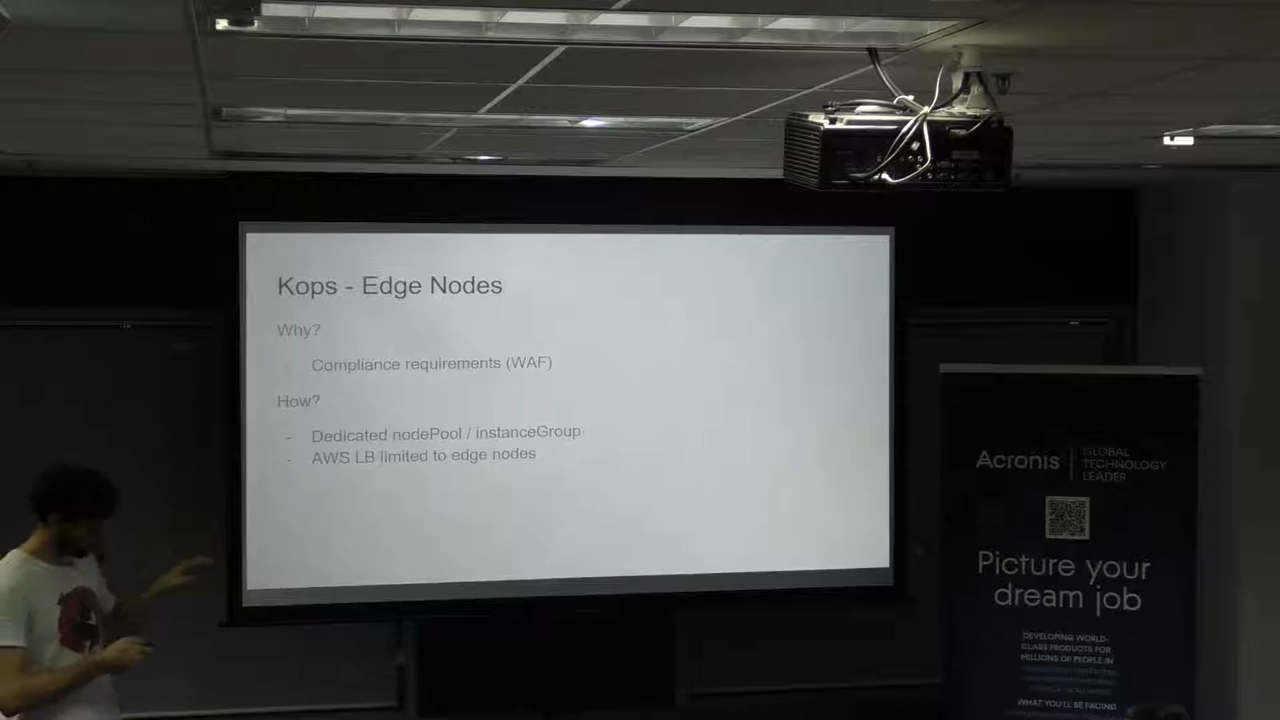 Kops - Edge Nodes
Why?
Compliance requirements (WAF)
How?
- Dedicated nodePool / instanceGroup
- AWS LB limited to edge nodes
Acronis
GLOBAL
TECHNOLOGY
LEADER
Picture your
dream job
DEVELOPING WORLD-
CLASS PRODUCTS FOR
MILLIONS OF PEOPLE IN
WHAT YOU'LL BE FACING